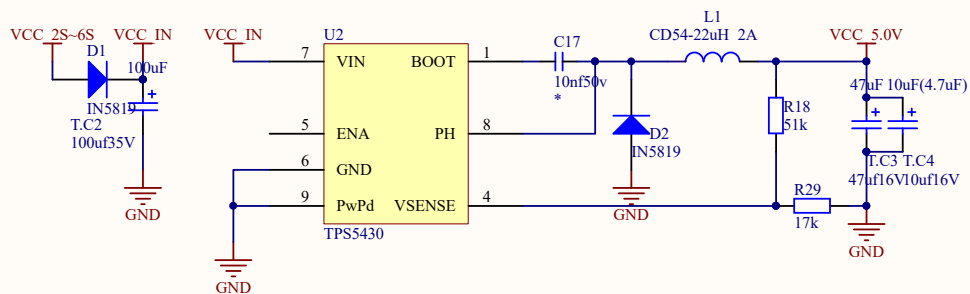 VCC_2S~6S
VCC_IN
D1
100uF
IN5819
T.C2
100uf35V
GND
VCC_IN
U2
7
VIN
BOOT
1
5
ENA
PH
8
6
GND
9
PwPd
VSENSE
4
TPS5430
GND
C17
10nf50v
*
D2
IN5819
GND
L1
CD54-22uH 2A
VCC_5.0V
R18
51k
R29
17k
47uF 10uF(4.7uF)
T.C3 T.C4
47uf16V 10uf16V
GND